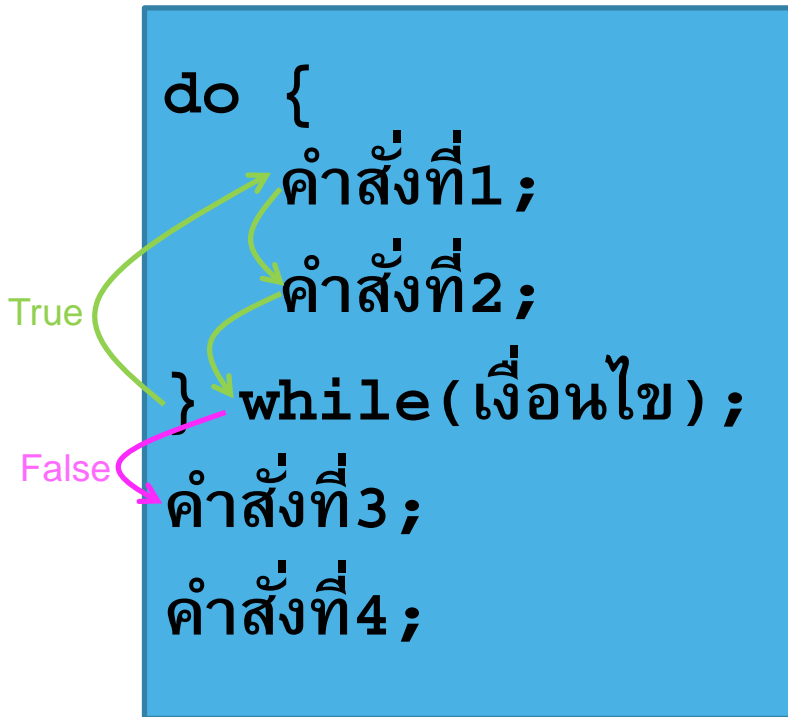 do {
คำสั่งที่1;
คำสั่งที่2;
True
} while(เงื่อนไข);
False
คำสั่งที่3;
คำสั่งที่4;